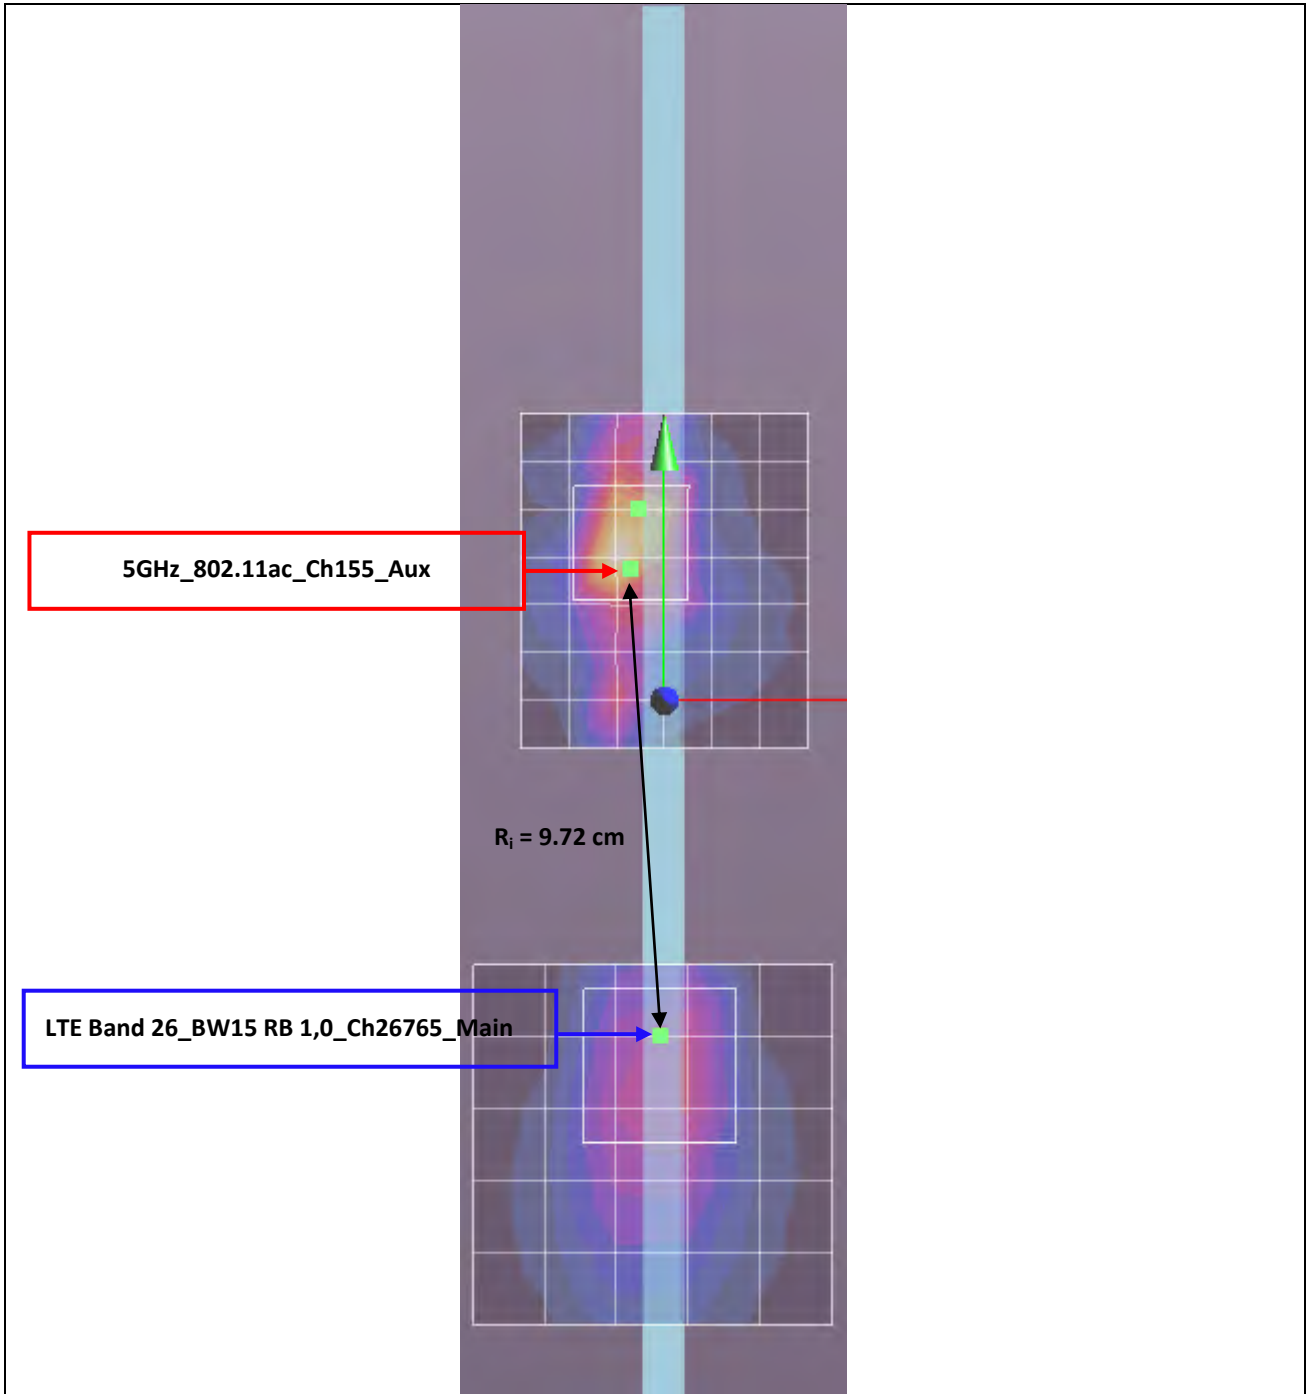 5GHz_802.11ac_Ch155_Aux
Rᵢ = 9.72 cm
LTE Band 26_BW15 RB 1,0_Ch26765_Main